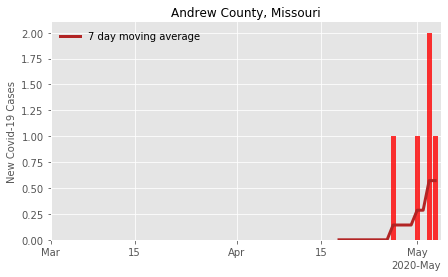 Andrew County, Missouri
7 day moving average
New Covid-19 Cases
2.00
1.75
1.50
1.25
1.00
0.75
0.50
0.25
0.00
Mar 15 Apr 15 May
2020-May